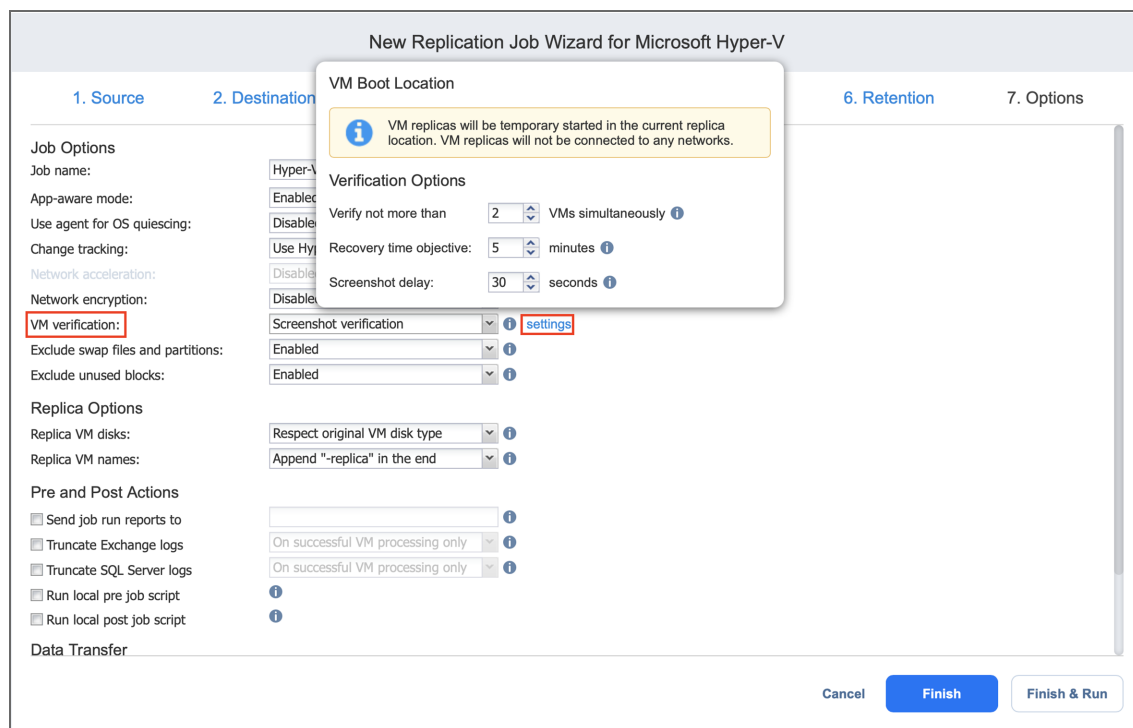 New Replication Job Wizard for Microsoft Hyper-V
1. Source
2. Destination
6. Retention
7. Options
VM Boot Location
VM replicas will be temporary started in the current replica
location. VM replicas will not be connected to any networks.
Verification Options
Verify not more than 2 VMs simultaneously
Recovery time objective: 5 minutes
Screenshot delay: 30 seconds
Job Options
Job name: Hyper-V
App-aware mode: Enabled
Use agent for OS quiescing: Disable
Change tracking: Use Hyp
Network acceleration: Disable
Network encryption: Disabled
VM verification: Screenshot verification settings
Exclude swap files and partitions: Enabled
Exclude unused blocks: Enabled
Replica Options
Replica VM disks: Respect original VM disk type
Replica VM names: Append "-replica" in the end
Pre and Post Actions
Send job run reports to
Truncate Exchange logs On successful VM processing only
Truncate SQL Server logs On successful VM processing only
Run local pre job script
Run local post job script
Data Transfer
Cancel Finish Finish & Run